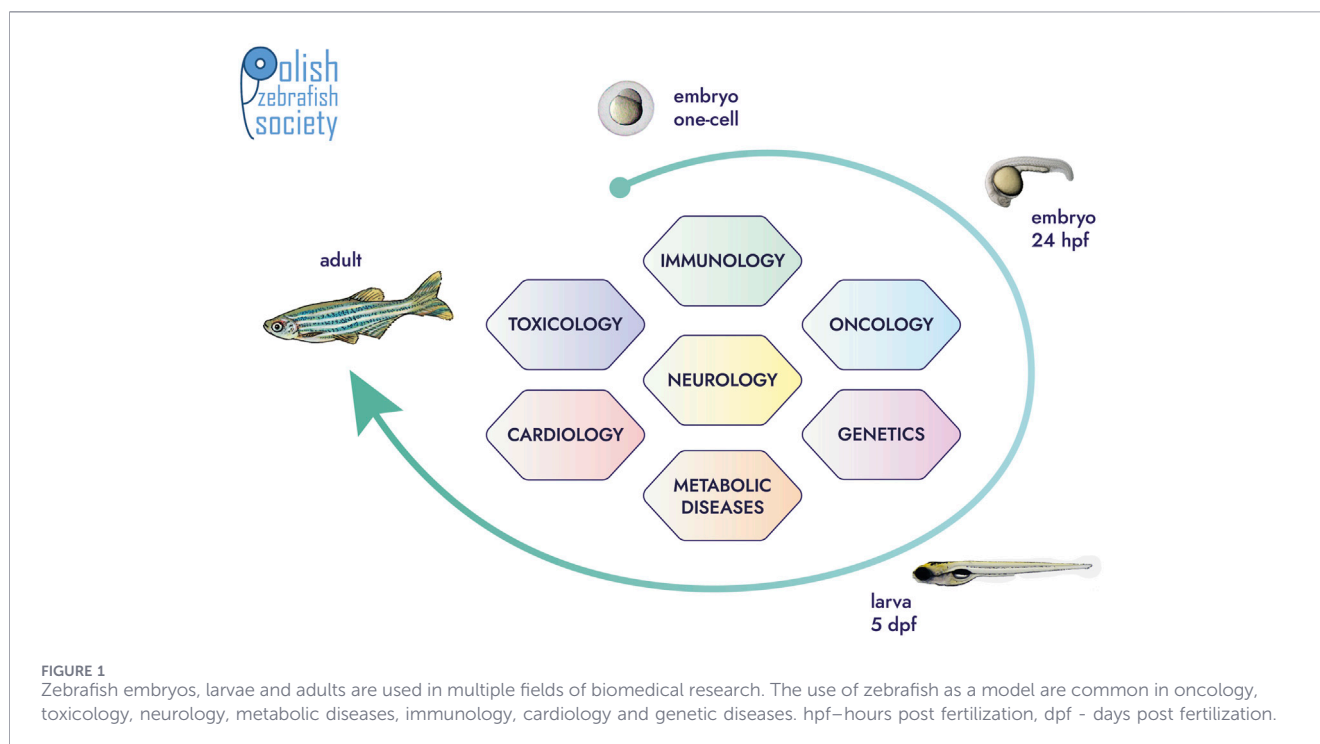 Polish
zebrafish
society
embryo
one-cell
embryo
24 hpf
adult
IMMUNOLOGY
TOXICOLOGY
ONCOLOGY
NEUROLOGY
CARDIOLOGY
GENETICS
METABOLIC
DISEASES
larva
5 dpf
FIGURE 1
Zebrafish embryos, larvae and adults are used in multiple fields of biomedical research. The use of zebrafish as a model are common in oncology,
toxicology, neurology, metabolic diseases, immunology, cardiology and genetic diseases. hpf–hours post fertilization, dpf - days post fertilization.